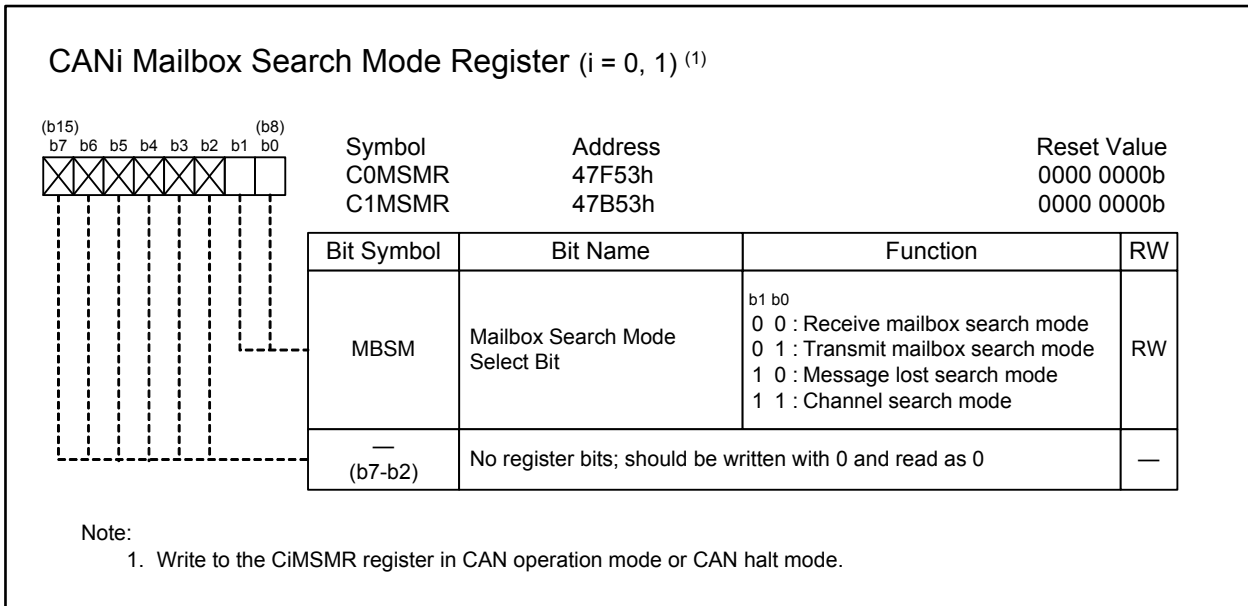 CANi Mailbox Search Mode Register (i = 0, 1) (1)
(b15) (b8)
b7 b6 b5 b4 b3 b2 b1 b0
Symbol Address Reset Value
C0MSMR 47F53h 0000 0000b
C1MSMR 47B53h 0000 0000b
Bit Symbol Bit Name Function RW
MBSM Mailbox Search Mode Select Bit
b1 b0
0 0 : Receive mailbox search mode
0 1 : Transmit mailbox search mode
1 0 : Message lost search mode
1 1 : Channel search mode
RW
—
(b7-b2) No register bits; should be written with 0 and read as 0 —
Note:
1. Write to the CiMSMR register in CAN operation mode or CAN halt mode.